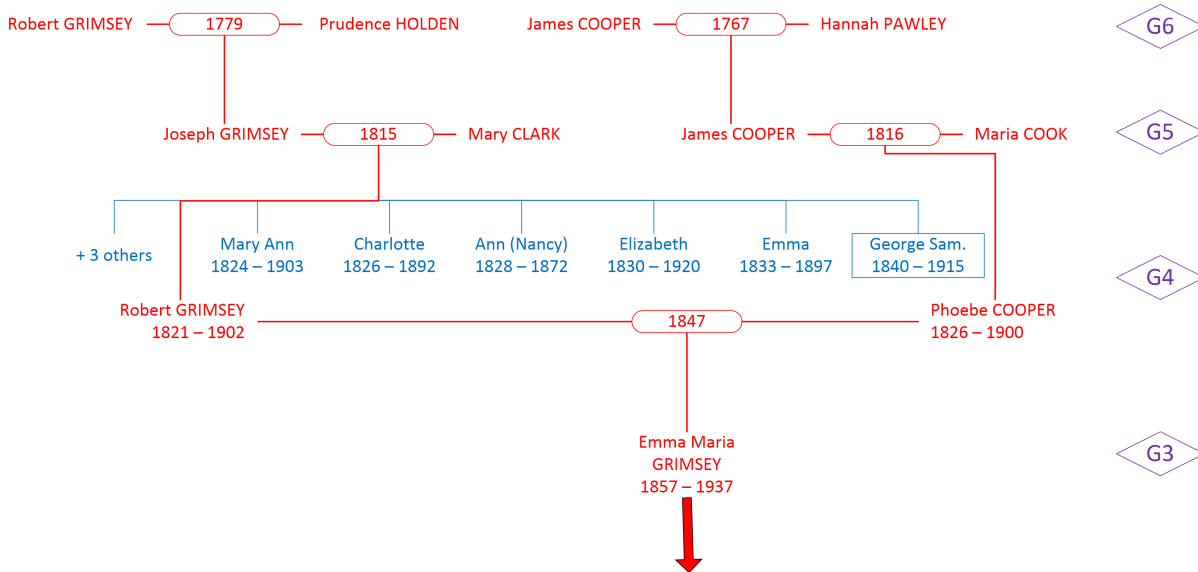 Robert GRIMSEY 1779 Prudence HOLDEN James COOPER 1767 Hannah PAWLEY G6
Joseph GRIMSEY 1815 Mary CLARK James COOPER 1816 Maria COOK G5
+ 3 others
Mary Ann
1824 – 1903
Charlotte
1826 – 1892
Ann (Nancy)
1828 – 1872
Elizabeth
1830 – 1920
Emma
1833 – 1897
George Sam.
1840 – 1915
G4
Robert GRIMSEY
1821 – 1902
1847
Phoebe COOPER
1826 – 1900
Emma Maria
GRIMSEY
1857 – 1937
G3